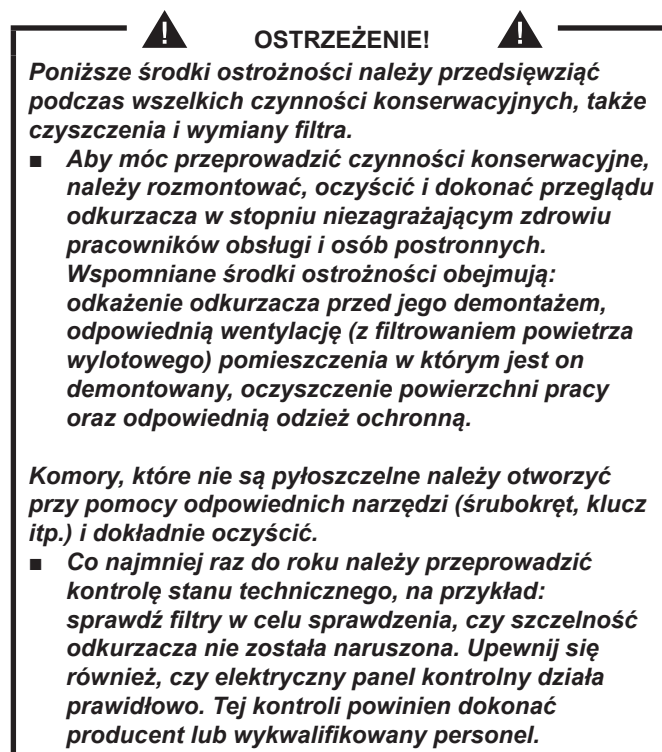 OSTRZEŻENIE!
Poniższe środki ostrożności należy przedsięwziąć
podczas wszelkich czynności konserwacyjnych, także
czyszczenia i wymiany filtra.
■ Aby móc przeprowadzić czynności konserwacyjne,
należy rozmontować, oczyścić i dokonać przeglądu
odkurzacza w stopniu niezagrażającym zdrowiu
pracowników obsługi i osób postronnych.
Wspomniane środki ostrożności obejmują:
odkażenie odkurzacza przed jego demontażem,
odpowiednią wentylację (z filtrowaniem powietrza
wylotowego) pomieszczenia w którym jest on
demontowany, oczyszczenie powierzchni pracy
oraz odpowiednią odzież ochronną.
Komory, które nie są pyłoszczelne należy otworzyć
przy pomocy odpowiednich narzędzi (śrubokręt, klucz
itp.) i dokładnie oczyścić.
■ Co najmniej raz do roku należy przeprowadzić
kontrolę stanu technicznego, na przykład:
sprawdź filtry w celu sprawdzenia, czy szczelność
odkurzacza nie została naruszona. Upewnij się
również, czy elektryczny panel kontrolny działa
prawidłowo. Tej kontroli powinien dokonać
producent lub wykwalifikowany personel.